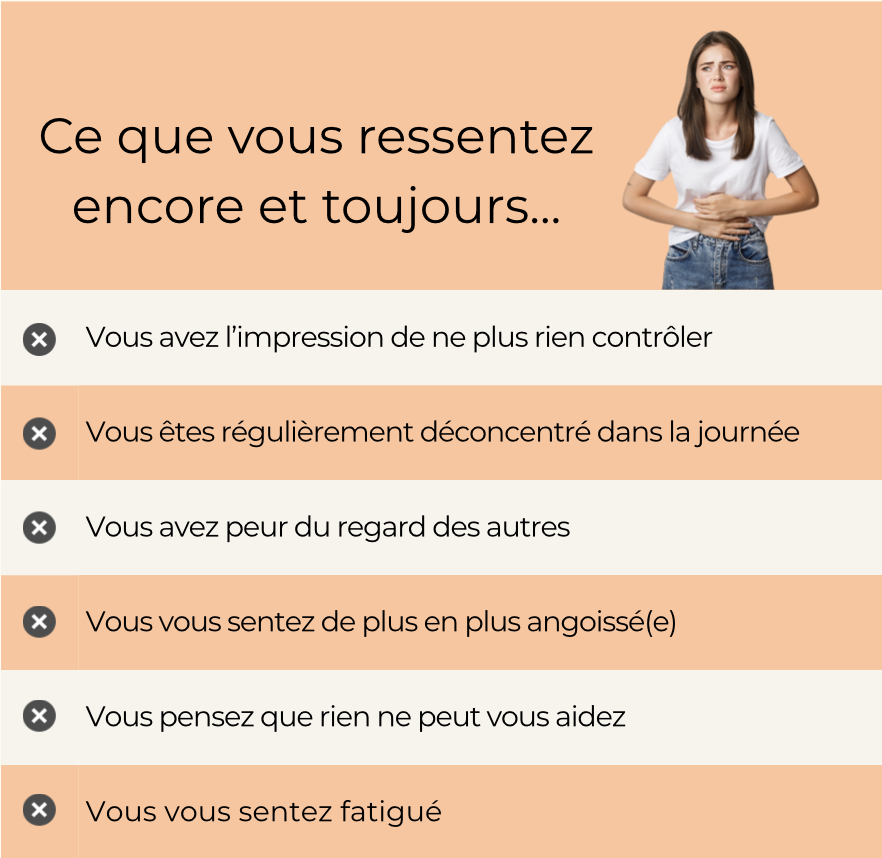 Ce que vous ressentez
encore et toujours...
Vous avez l’impression de ne plus rien contrôler
Vous êtes régulièrement déconcentré dans la journée
Vous avez peur du regard des autres
Vous vous sentez de plus en plus angoissé(e)
Vous pensez que rien ne peut vous aidez
Vous vous sentez fatigué